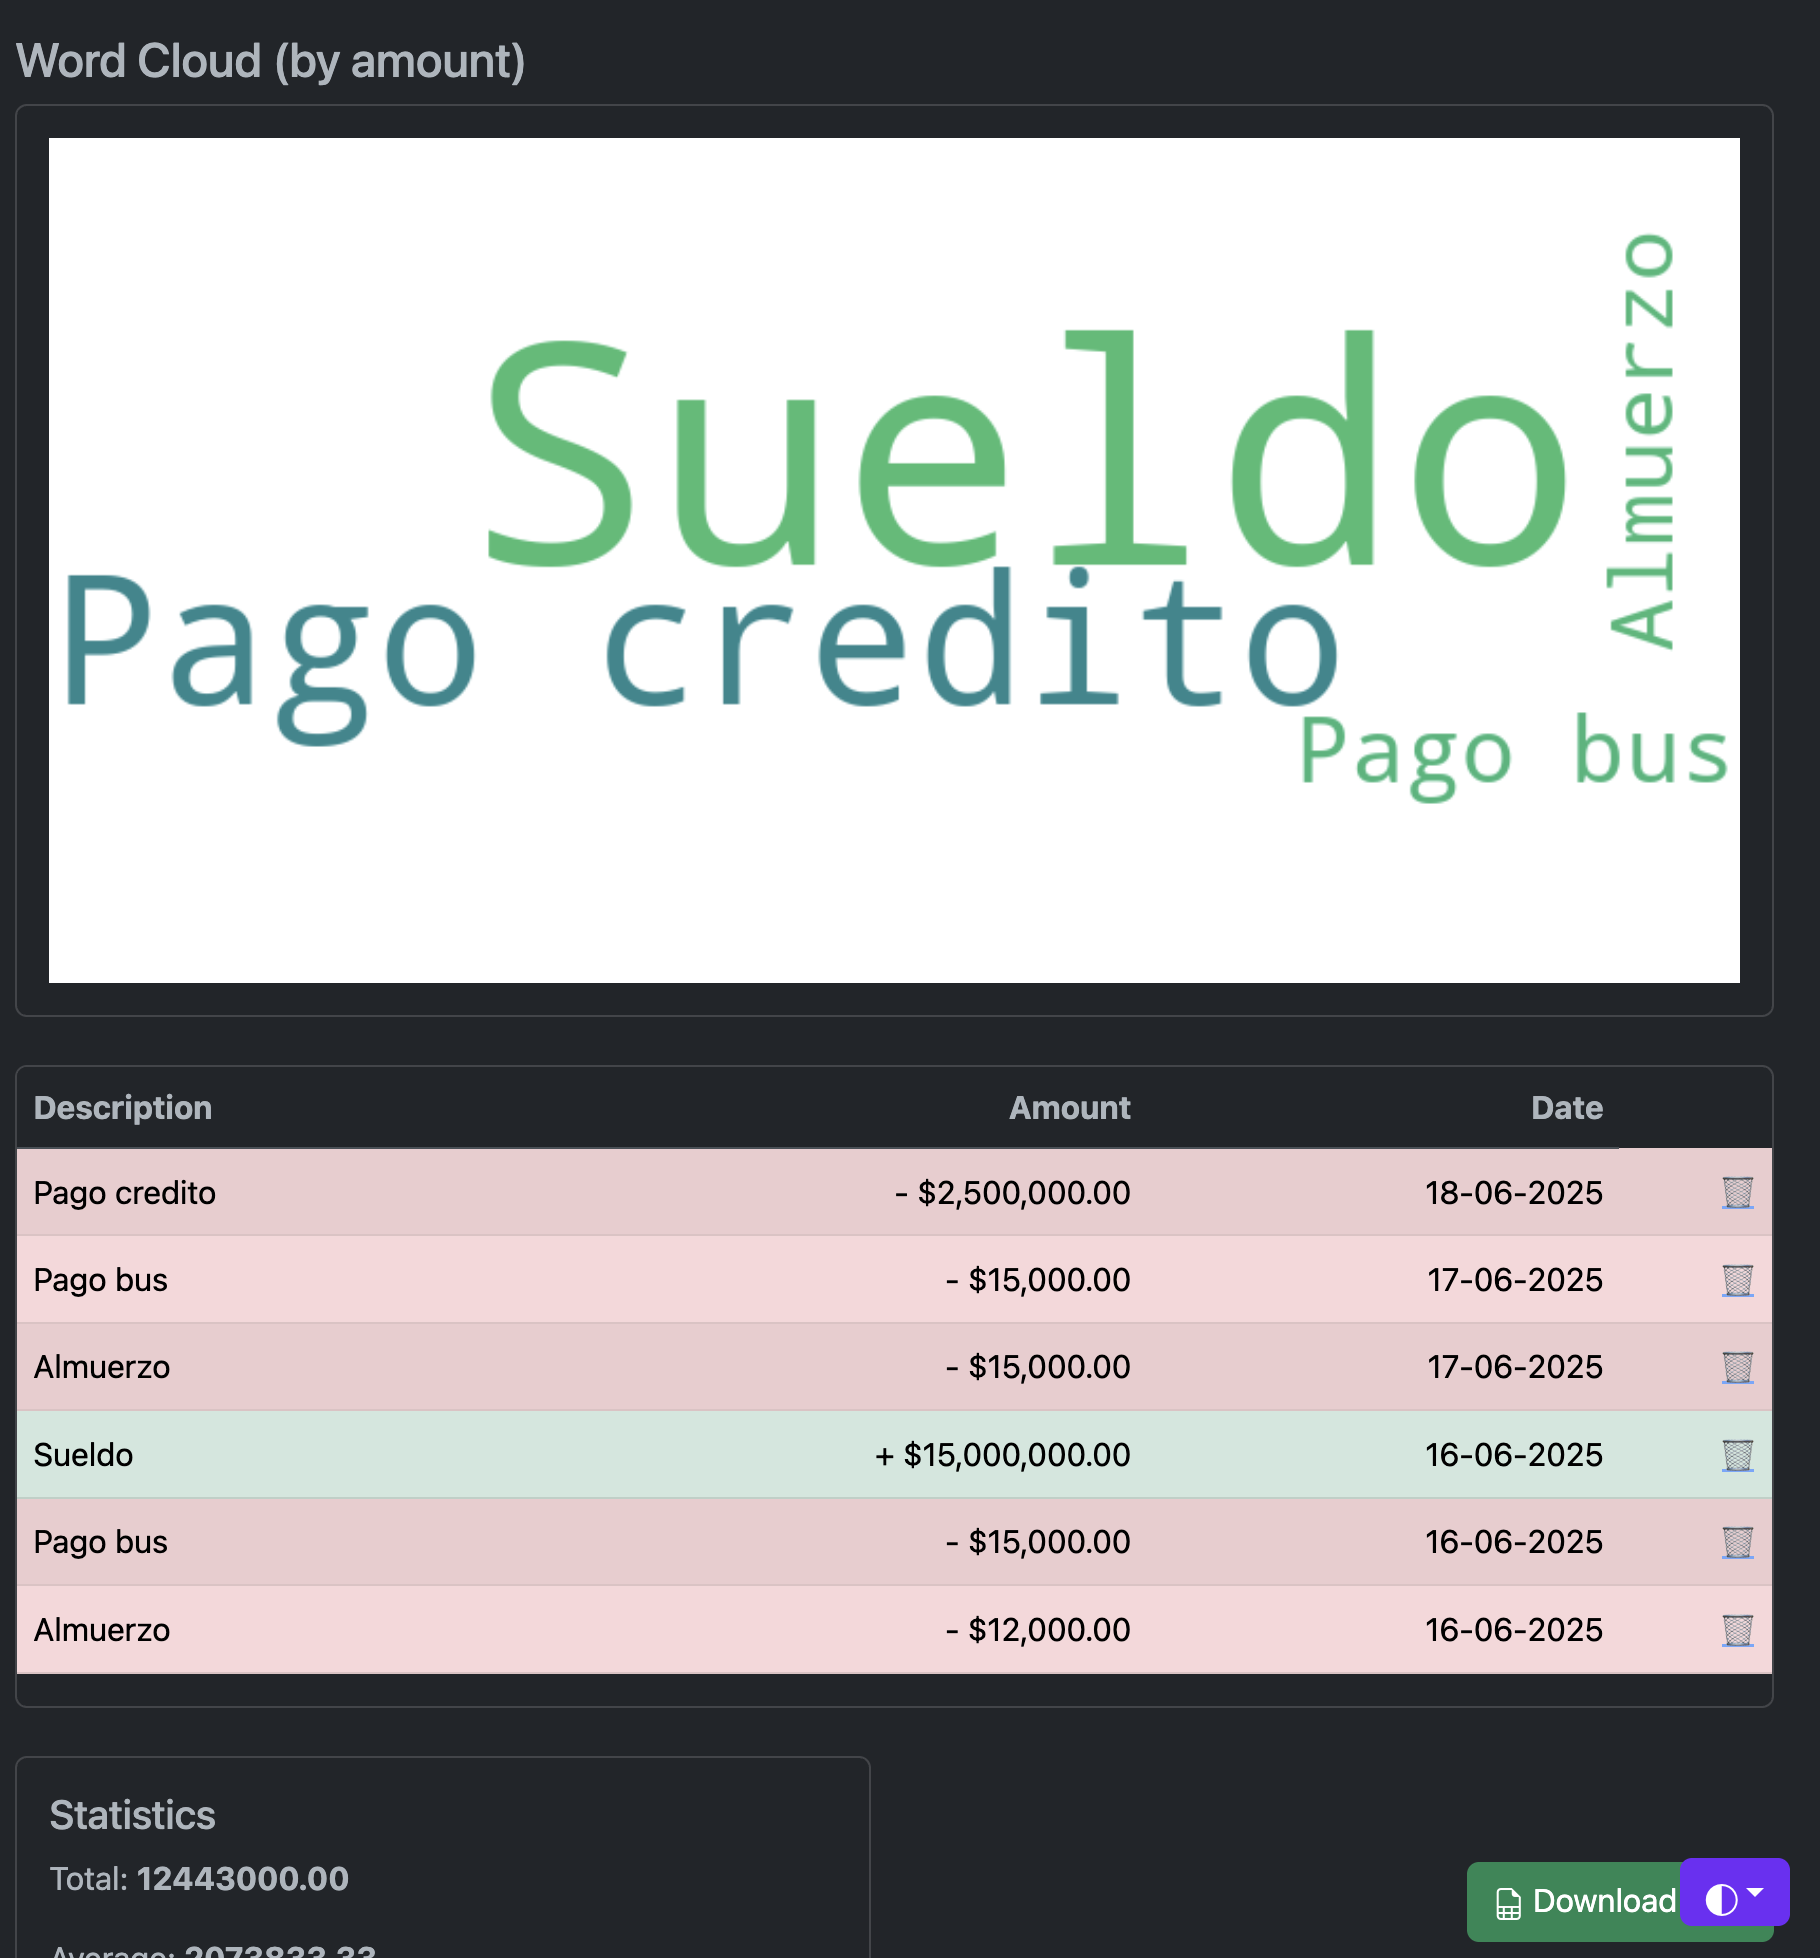 Word Cloud (by amount)
Sueldo
Almuerzo
Pago credito
Pago bus
Description Amount Date
Pago credito - $2,500,000.00 18-06-2025
Pago bus - $15,000.00 17-06-2025
Almuerzo - $15,000.00 17-06-2025
Sueldo + $15,000,000.00 16-06-2025
Pago bus - $15,000.00 16-06-2025
Almuerzo - $12,000.00 16-06-2025
Statistics
Total: 12443000.00
Download
Average: 2073833.33